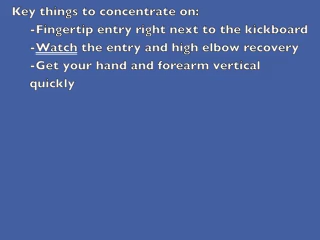 Key things to concentrate on:
-Fingertip entry right next to the kickboard
-Watch the entry and high elbow recovery
-Get your hand and forearm vertical
quickly